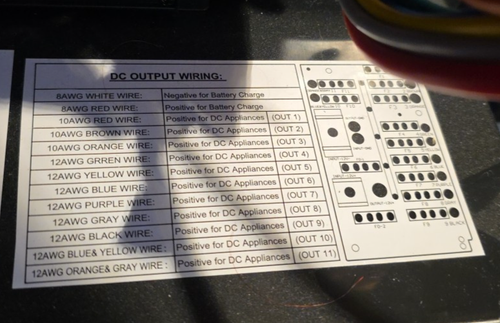 DC OUTPUT WIRING:
8AWG WHITE WIRE: Negative for Battery Charge
8AWG RED WIRE: Positive for Battery Charge
10AWG RED WIRE: Positive for DC Appliances (OUT 1)
10AWG BROWN WIRE: Positive for DC Appliances (OUT 2)
10AWG ORANGE WIRE: Positive for DC Appliances (OUT 3)
12AWG GRREN WIRE: Positive for DC Appliances (OUT 4)
12AWG YELLOW WIRE: Positive for DC Appliances (OUT 5)
12AWG BLUE WIRE: Positive for DC Appliances (OUT 6)
12AWG PURPLE WIRE: Positive for DC Appliances (OUT 7)
12AWG GRAY WIRE: Positive for DC Appliances (OUT 8)
12AWG BLACK WIRE: Positive for DC Appliances (OUT 9)
12AWG BLUE& YELLOW WIRE: Positive for DC Appliances (OUT 10)
12AWG ORANGE& GRAY WIRE: Positive for DC Appliances (OUT 11)